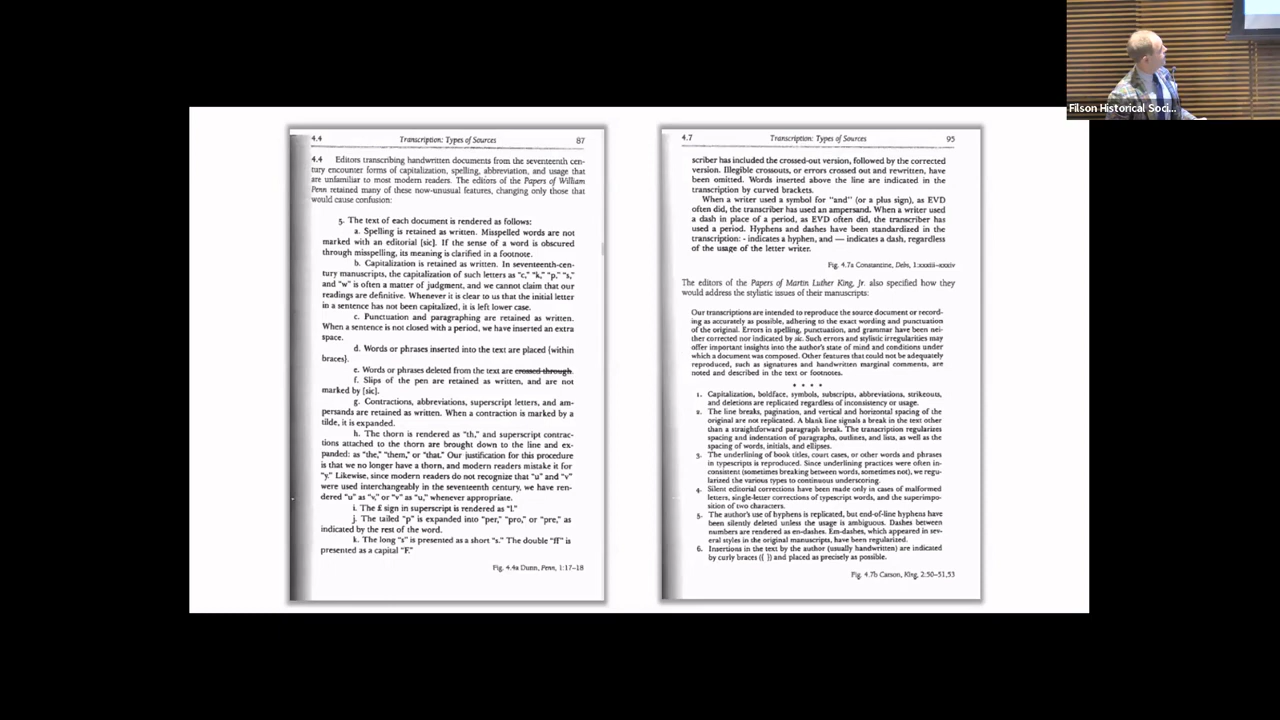 Filson Historical Soci...
4.4 Transcription: Types of Sources 87
4.4 Editors transcribing handwritten documents from the seventeenth cen-
tury encounter forms of capitalization, spelling, abbreviation, and usage that
are unfamiliar to most modern readers. The editors of the Papers of William
Penn retained many of these now-unusual features, changing only those that
would cause confusion:
5. The text of each document is rendered as follows:
a. Spelling is retained as written. Misspelled words are not
marked with an editorial [sic]. If the sense of a word is obscured
through misspelling, its meaning is clarified in a footnote.
b. Capitalization is retained as written. In seventeenth-cen-
tury manuscripts, the capitalization of such letters as "c," "k," "p," "s,"
and "w" is often a matter of judgment, and we cannot claim that our
readings are definitive. Whenever it is clear to us that the initial letter
in a sentence has not been capitalized, it is left lower case.
c. Punctuation and paragraphing are retained as written.
When a sentence is not closed with a period, we have inserted an extra
space.
d. Words or phrases inserted into the text are placed {within
braces}.
e. Words or phrases deleted from the text are crossed through.
f. Slips of the pen are retained as written, and are not
marked by [sic].
g. Contractions, abbreviations, superscript letters, and am-
persands are retained as written. When a contraction is marked by a
tilde, it is expanded.
h. The thorn is rendered as "th," and superscript contrac-
tions attached to the thorn are brought down to the line and ex-
panded: as "the," "them," or "that." Our justification for this procedure
is that we no longer have a thorn, and modern readers mistake it for
"y." Likewise, since modern readers do not recognize that "u" and "v"
were used interchangeably in the seventeenth century, we have ren-
dered "u" as "v," or "v" as "u," whenever appropriate.
i. The £ sign in superscript is rendered as "l."
j. The tailed "p" is expanded into "per," "pro," or "pre," as
indicated by the rest of the word.
k. The long "s" is presented as a short "s." The double "ff" is
presented as a capital "F."
Fig. 4.4a Dunn, Penn, 1:17–18
4.7 Transcription: Types of Sources 95
scriber has included the crossed-out version, followed by the corrected
version. Illegible crossouts, or errors crossed out and rewritten, have
been omitted. Words inserted above the line are indicated in the
transcription by curved brackets.
When a writer used a symbol for "and" (or a plus sign), as EVD
often did, the transcriber has used an ampersand. When a writer used
a dash in place of a period, as EVD often did, the transcriber has
used a period. Hyphens and dashes have been standardized in the
transcription: - indicates a hyphen, and — indicates a dash, regardless
of the usage of the letter writer.
Fig. 4.7a Constantine, Debs, 1:xxxiii–xxxiv
The editors of the Papers of Martin Luther King, Jr. also specified how they
would address the stylistic issues of their manuscripts:
Our transcriptions are intended to reproduce the source document or record-
ing as accurately as possible, adhering to the exact wording and punctuation
of the original. Errors in spelling, punctuation, and grammar have been nei-
ther corrected nor indicated by sic. Such errors and stylistic irregularities may
offer important insights into the author's state of mind and conditions under
which a document was composed. Other features that could not be adequately
reproduced, such as signatures and handwritten marginal comments, are
noted and described in the text or footnotes.
* * * *
1. Capitalization, boldface, symbols, subscripts, abbreviations, strikeouts,
and deletions are replicated regardless of inconsistency or usage.
2. The line breaks, pagination, and vertical and horizontal spacing of the
original are not replicated. A blank line signals a break in the text other
than a straightforward paragraph break. The transcription regularizes
spacing and indentation of paragraphs, outlines, and lists, as well as the
spacing of words, initials, and ellipses.
3. The underlining of book titles, court cases, or other words and phrases
in typescripts is reproduced. Since underlining practices were often in-
consistent (sometimes breaking between words, sometimes not), we regu-
larized the various types to continuous underscoring.
4. Silent editorial corrections have been made only in cases of malformed
letters, single-letter corrections of typescript words, and the superimpo-
sition of two characters.
5. The author's use of hyphens is replicated, but end-of-line hyphens have
been silently deleted unless the usage is ambiguous. Dashes between
numbers are rendered as en-dashes. Em-dashes, which appeared in sev-
eral styles in the original manuscripts, have been regularized.
6. Insertions in the text by the author (usually handwritten) are indicated
by curly braces ({ }) and placed as precisely as possible.
Fig. 4.7b Carson, King, 2:50–51,53